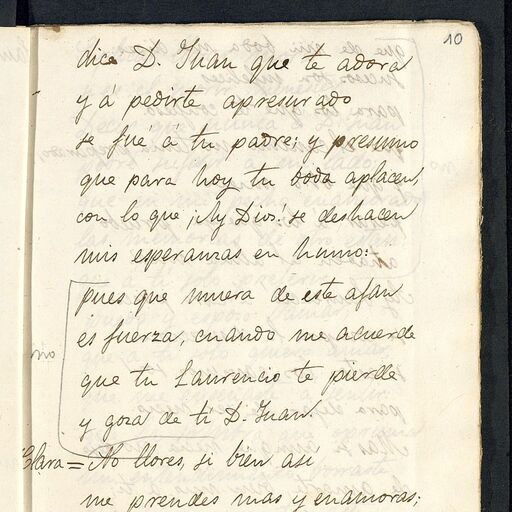 10
dice D. Juan que te adora
y á pedirte apresurado
se fué á tu padre; y presumo
que para hoy tu boda aplacen,
con lo que ¡Ay Dios! se deshacen
mis esperanzas en humo:
pues que muera de este afan
es fuerza, cuando me acuerde
no
que tu Laurencio te pierde
y goza de ti D. Juan.
Clara = No llores, si bien así
me prendes mas y enamoras;